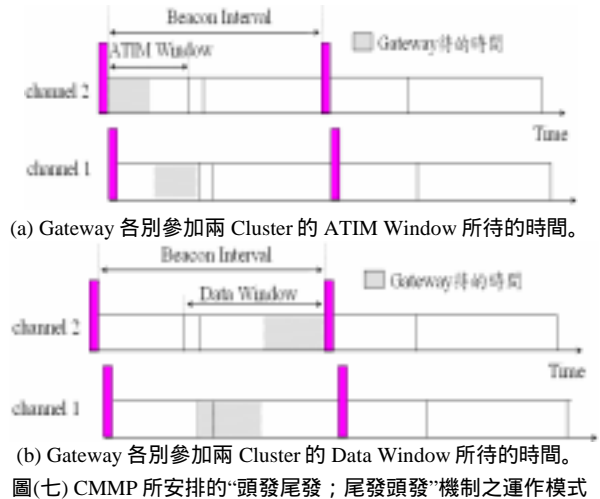 Beacon Interval
Gateway待的時間
ATIM Window
channel 2
Time
channel 1
(a) Gateway 各別參加兩 Cluster 的 ATIM Window 所待的時間。
Beacon Interval
Gateway待的時間
Data Window
channel 2
Time
channel 1
(b) Gateway 各別參加兩 Cluster 的 Data Window 所待的時間。
圖(七) CMMP 所安排的“頭發尾發；尾發頭發”機制之運作模式